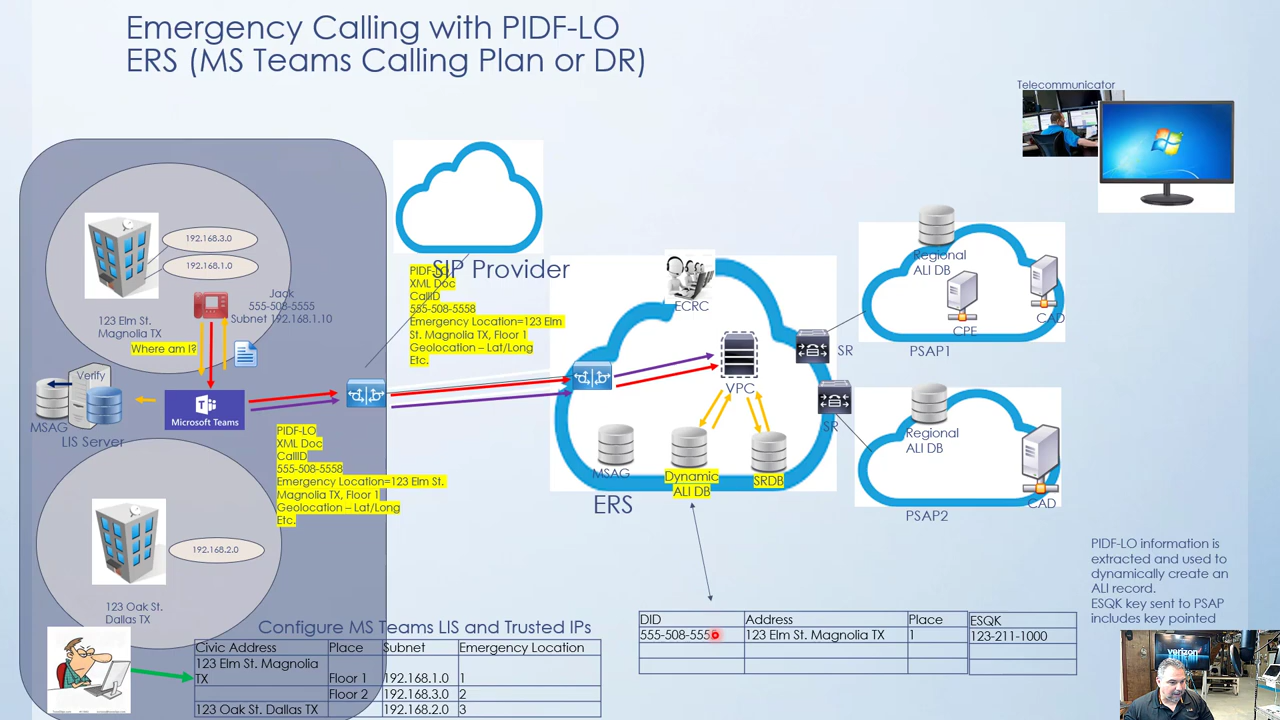 Emergency Calling with PIDF-LO
ERS (MS Teams Calling Plan or DR)
Telecommunicator
192.168.3.0
192.168.1.0
Jack
555-508-5555
Subnet 192.168.1.10
123 Elm St.
Magnolia TX
Where am I?
Verify
MSAG
LIS Server
Microsoft Teams
SIP Provider
PIDF-LO
XML Doc
CallID
555-508-5558
Emergency Location=123 Elm
St. Magnolia TX, Floor 1
Geolocation – Lat/Long
Etc.
PIDF-LO
XML Doc
CallID
555-508-5558
Emergency Location=123 Elm St.
Magnolia TX, Floor 1
Geolocation – Lat/Long
Etc.
192.168.2.0
123 Oak St.
Dallas TX
ECRC
VPC
MSAG
Dynamic
ALI DB
SRDB
ERS
SR
SR
Regional
ALI DB
CPE
CAD
PSAP1
Regional
ALI DB
CAD
PSAP2
PIDF-LO information is
extracted and used to
dynamically create an
ALI record.
ESQK key sent to PSAP
includes key pointed
Configure MS Teams LIS and Trusted IPs
Civic Address Place Subnet Emergency Location
123 Elm St. Magnolia
TX Floor 1 192.168.1.0 1
Floor 2 192.168.3.0 2
123 Oak St. Dallas TX 192.168.2.0 3
DID Address Place ESQK
555-508-555 123 Elm St. Magnolia TX 1 123-211-1000
verizon